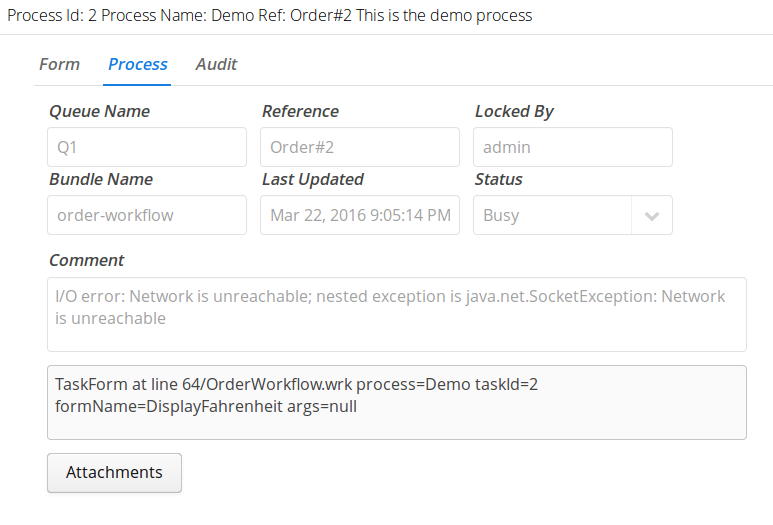 Process Id: 2 Process Name: Demo Ref: Order#2 This is the demo process
Form Process Audit
Queue Name Reference Locked By
Q1 Order#2 admin
Bundle Name Last Updated Status
order-workflow Mar 22, 2016 9:05:14 PM Busy
Comment
I/O error: Network is unreachable; nested exception is java.net.SocketException: Network
is unreachable
TaskForm at line 64/OrderWorkflow.wrk process=Demo taskId=2
formName=DisplayFahrenheit args=null
Attachments